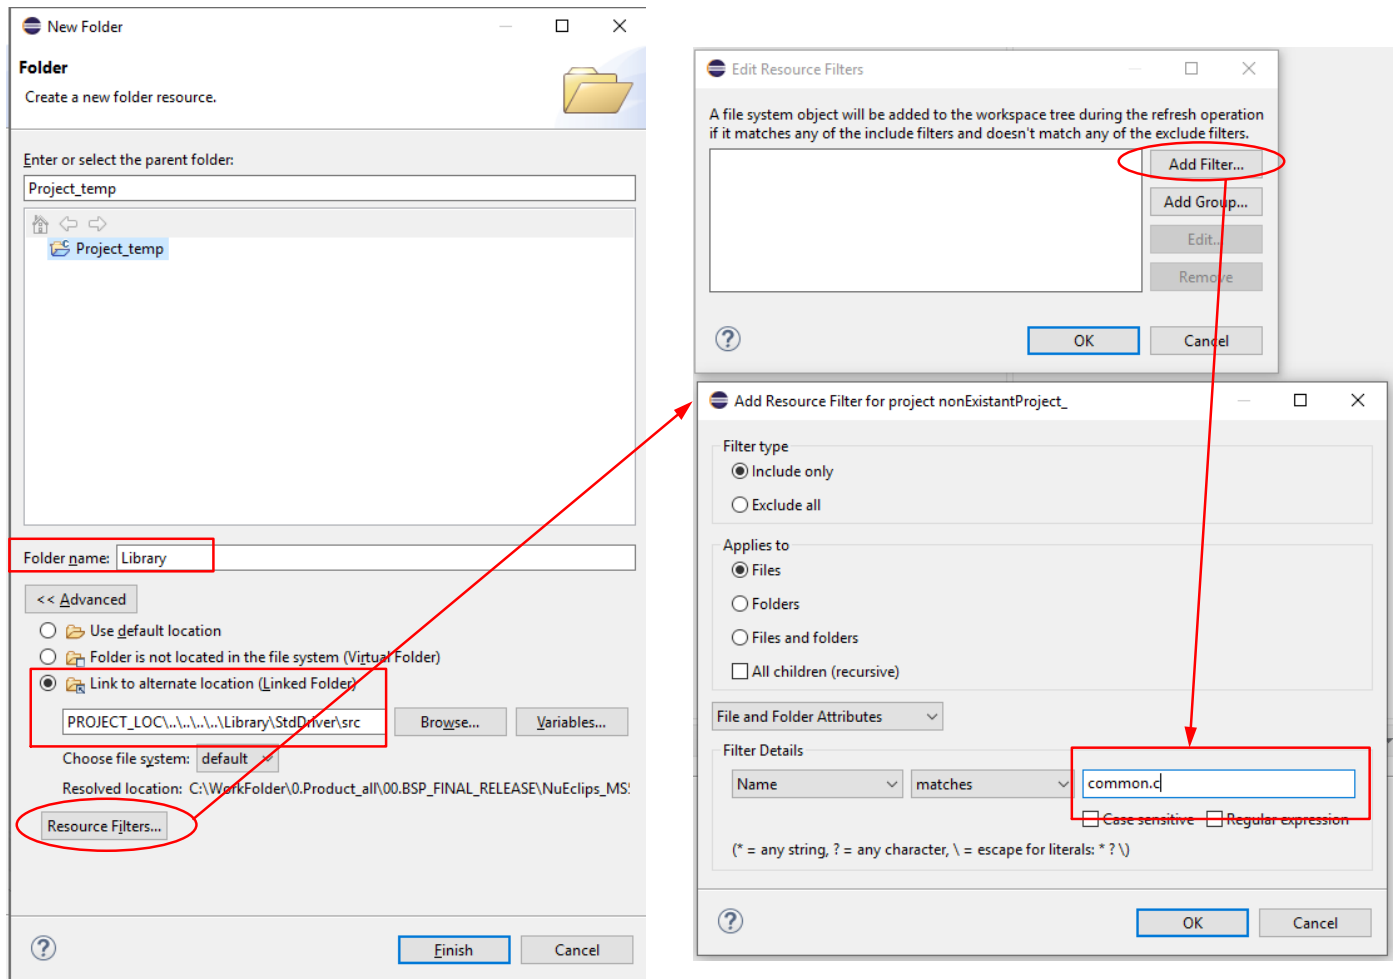 New Folder
Folder
Create a new folder resource.
Enter or select the parent folder:
Project_temp
Project_temp
Folder name: Library
<< Advanced
Use default location
Folder is not located in the file system (Virtual Folder)
Link to alternate location (Linked Folder)
PROJECT_LOC\..\..\..\..\Library\StdDriver\src
Browse...
Variables...
Choose file system: default
Resolved location: C:\WorkFolder\0.Product_all\00.BSP_FINAL_RELEASE\NuEclips_MS
Resource Filters...
Finish
Cancel
Edit Resource Filters
A file system object will be added to the workspace tree during the refresh operation
if it matches any of the include filters and doesn't match any of the exclude filters.
Add Filter...
Add Group...
Edit...
Remove
OK
Cancel
Add Resource Filter for project nonExistantProject_
Filter type
Include only
Exclude all
Applies to
Files
Folders
Files and folders
All children (recursive)
File and Folder Attributes
Filter Details
Name
matches
common.c
Case sensitive
Regular expression
(* = any string, ? = any character, \ = escape for literals: * ? \)
OK
Cancel